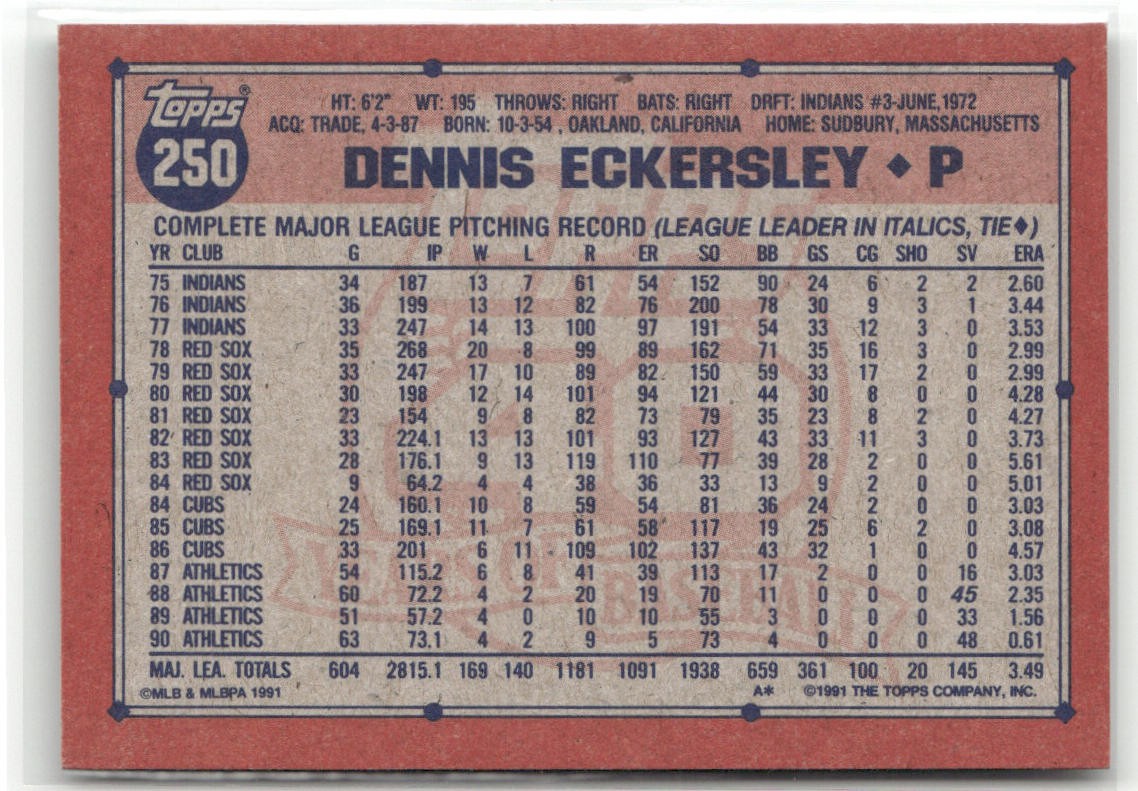 topps®
250
HT: 6'2" WT: 195 THROWS: RIGHT BATS: RIGHT DRFT: INDIANS #3-JUNE,1972
ACQ: TRADE, 4-3-87 BORN: 10-3-54 , OAKLAND, CALIFORNIA HOME: SUDBURY, MASSACHUSETTS
DENNIS ECKERSLEY ◆ P
COMPLETE MAJOR LEAGUE PITCHING RECORD (LEAGUE LEADER IN ITALICS, TIE◆)
YR CLUB G IP W L R ER SO BB GS CG SHO SV ERA
75 INDIANS 34 187 13 7 61 54 152 90 24 6 2 2 2.60
76 INDIANS 36 199 13 12 82 76 200 78 30 9 3 1 3.44
77 INDIANS 33 247 14 13 100 97 191 54 33 12 3 0 3.53
78 RED SOX 35 268 20 8 99 89 162 71 35 16 3 0 2.99
79 RED SOX 33 247 17 10 89 82 150 59 33 17 2 0 2.99
80 RED SOX 30 198 12 14 101 94 121 44 30 8 0 0 4.28
81 RED SOX 23 154 9 8 82 73 79 35 23 8 2 0 4.27
82 RED SOX 33 224.1 13 13 101 93 127 43 33 11 3 0 3.73
83 RED SOX 28 176.1 9 13 119 110 77 39 28 2 0 0 5.61
84 RED SOX 9 64.2 4 4 38 36 33 13 9 2 0 0 5.01
84 CUBS 24 160.1 10 8 59 54 81 36 24 2 0 0 3.03
85 CUBS 25 169.1 11 7 61 58 117 19 25 6 2 0 3.08
86 CUBS 33 201 6 11 109 102 137 43 32 1 0 0 4.57
87 ATHLETICS 54 115.2 6 8 41 39 113 17 2 0 0 16 3.03
88 ATHLETICS 60 72.2 4 2 20 19 70 11 0 0 0 45 2.35
89 ATHLETICS 51 57.2 4 0 10 10 55 3 0 0 0 33 1.56
90 ATHLETICS 63 73.1 4 2 9 5 73 4 0 0 0 48 0.61
MAJ. LEA. TOTALS 604 2815.1 169 140 1181 1091 1938 659 361 100 20 145 3.49
©MLB & MLBPA 1991 A* ©1991 THE TOPPS COMPANY, INC.
topps
40
YEARS OF BASEBALL